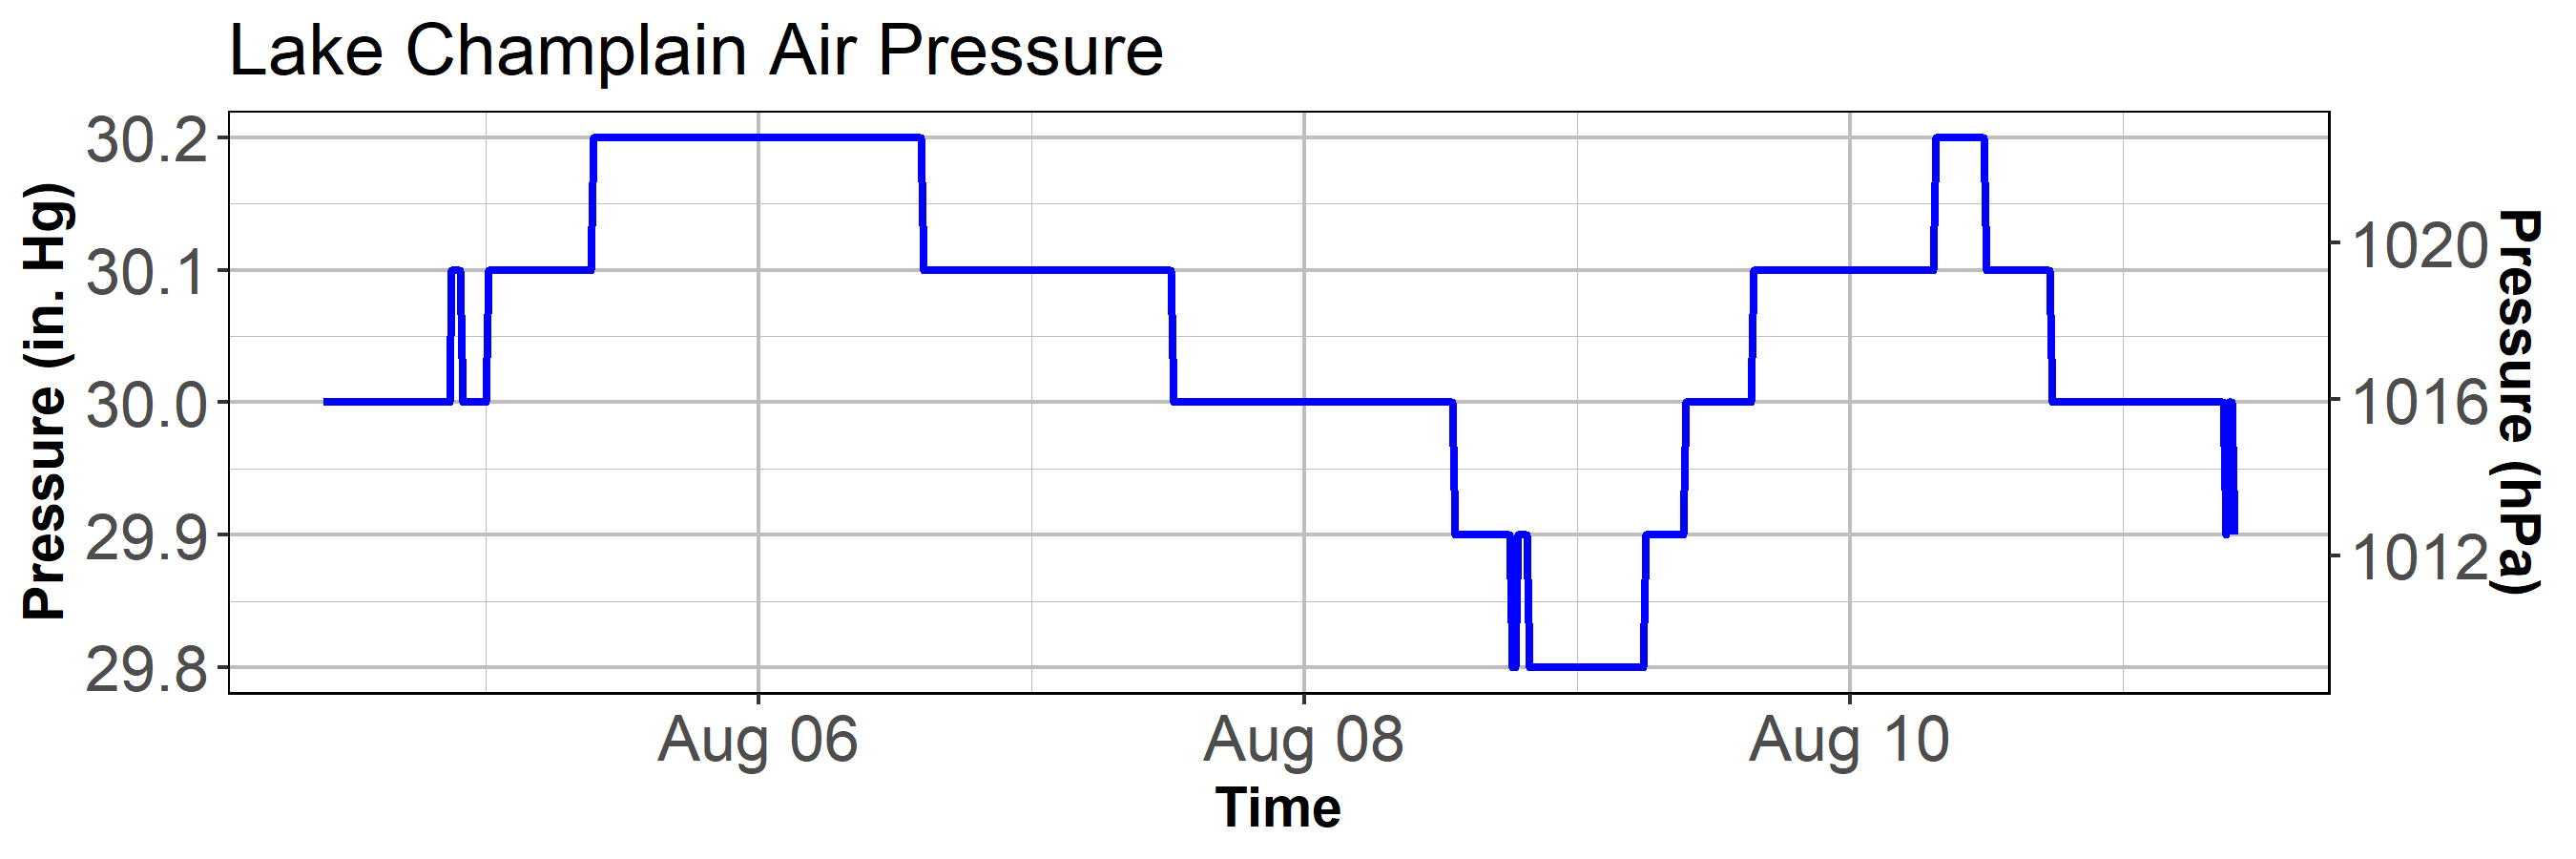 Lake Champlain Air Pressure
Pressure (in. Hg)
30.2
30.1
30.0
29.9
29.8
1020
1016
1012
Pressure (hPa)
Aug 06
Aug 08
Aug 10
Time